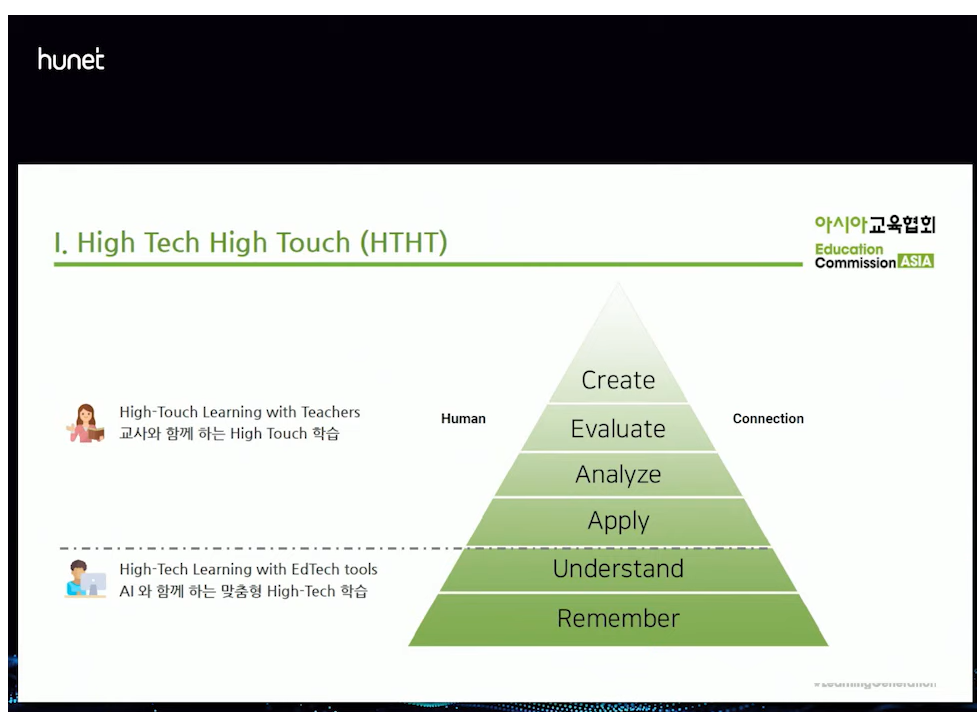 hunet
I. High Tech High Touch (HTHT)
아시아교육협회
Education
Commission ASIA
High-Touch Learning with Teachers
교사와 함께 하는 High Touch 학습
Human
Connection
Create
Evaluate
Analyze
Apply
Understand
Remember
High-Tech Learning with EdTech tools
AI 와 함께 하는 맞춤형 High-Tech 학습